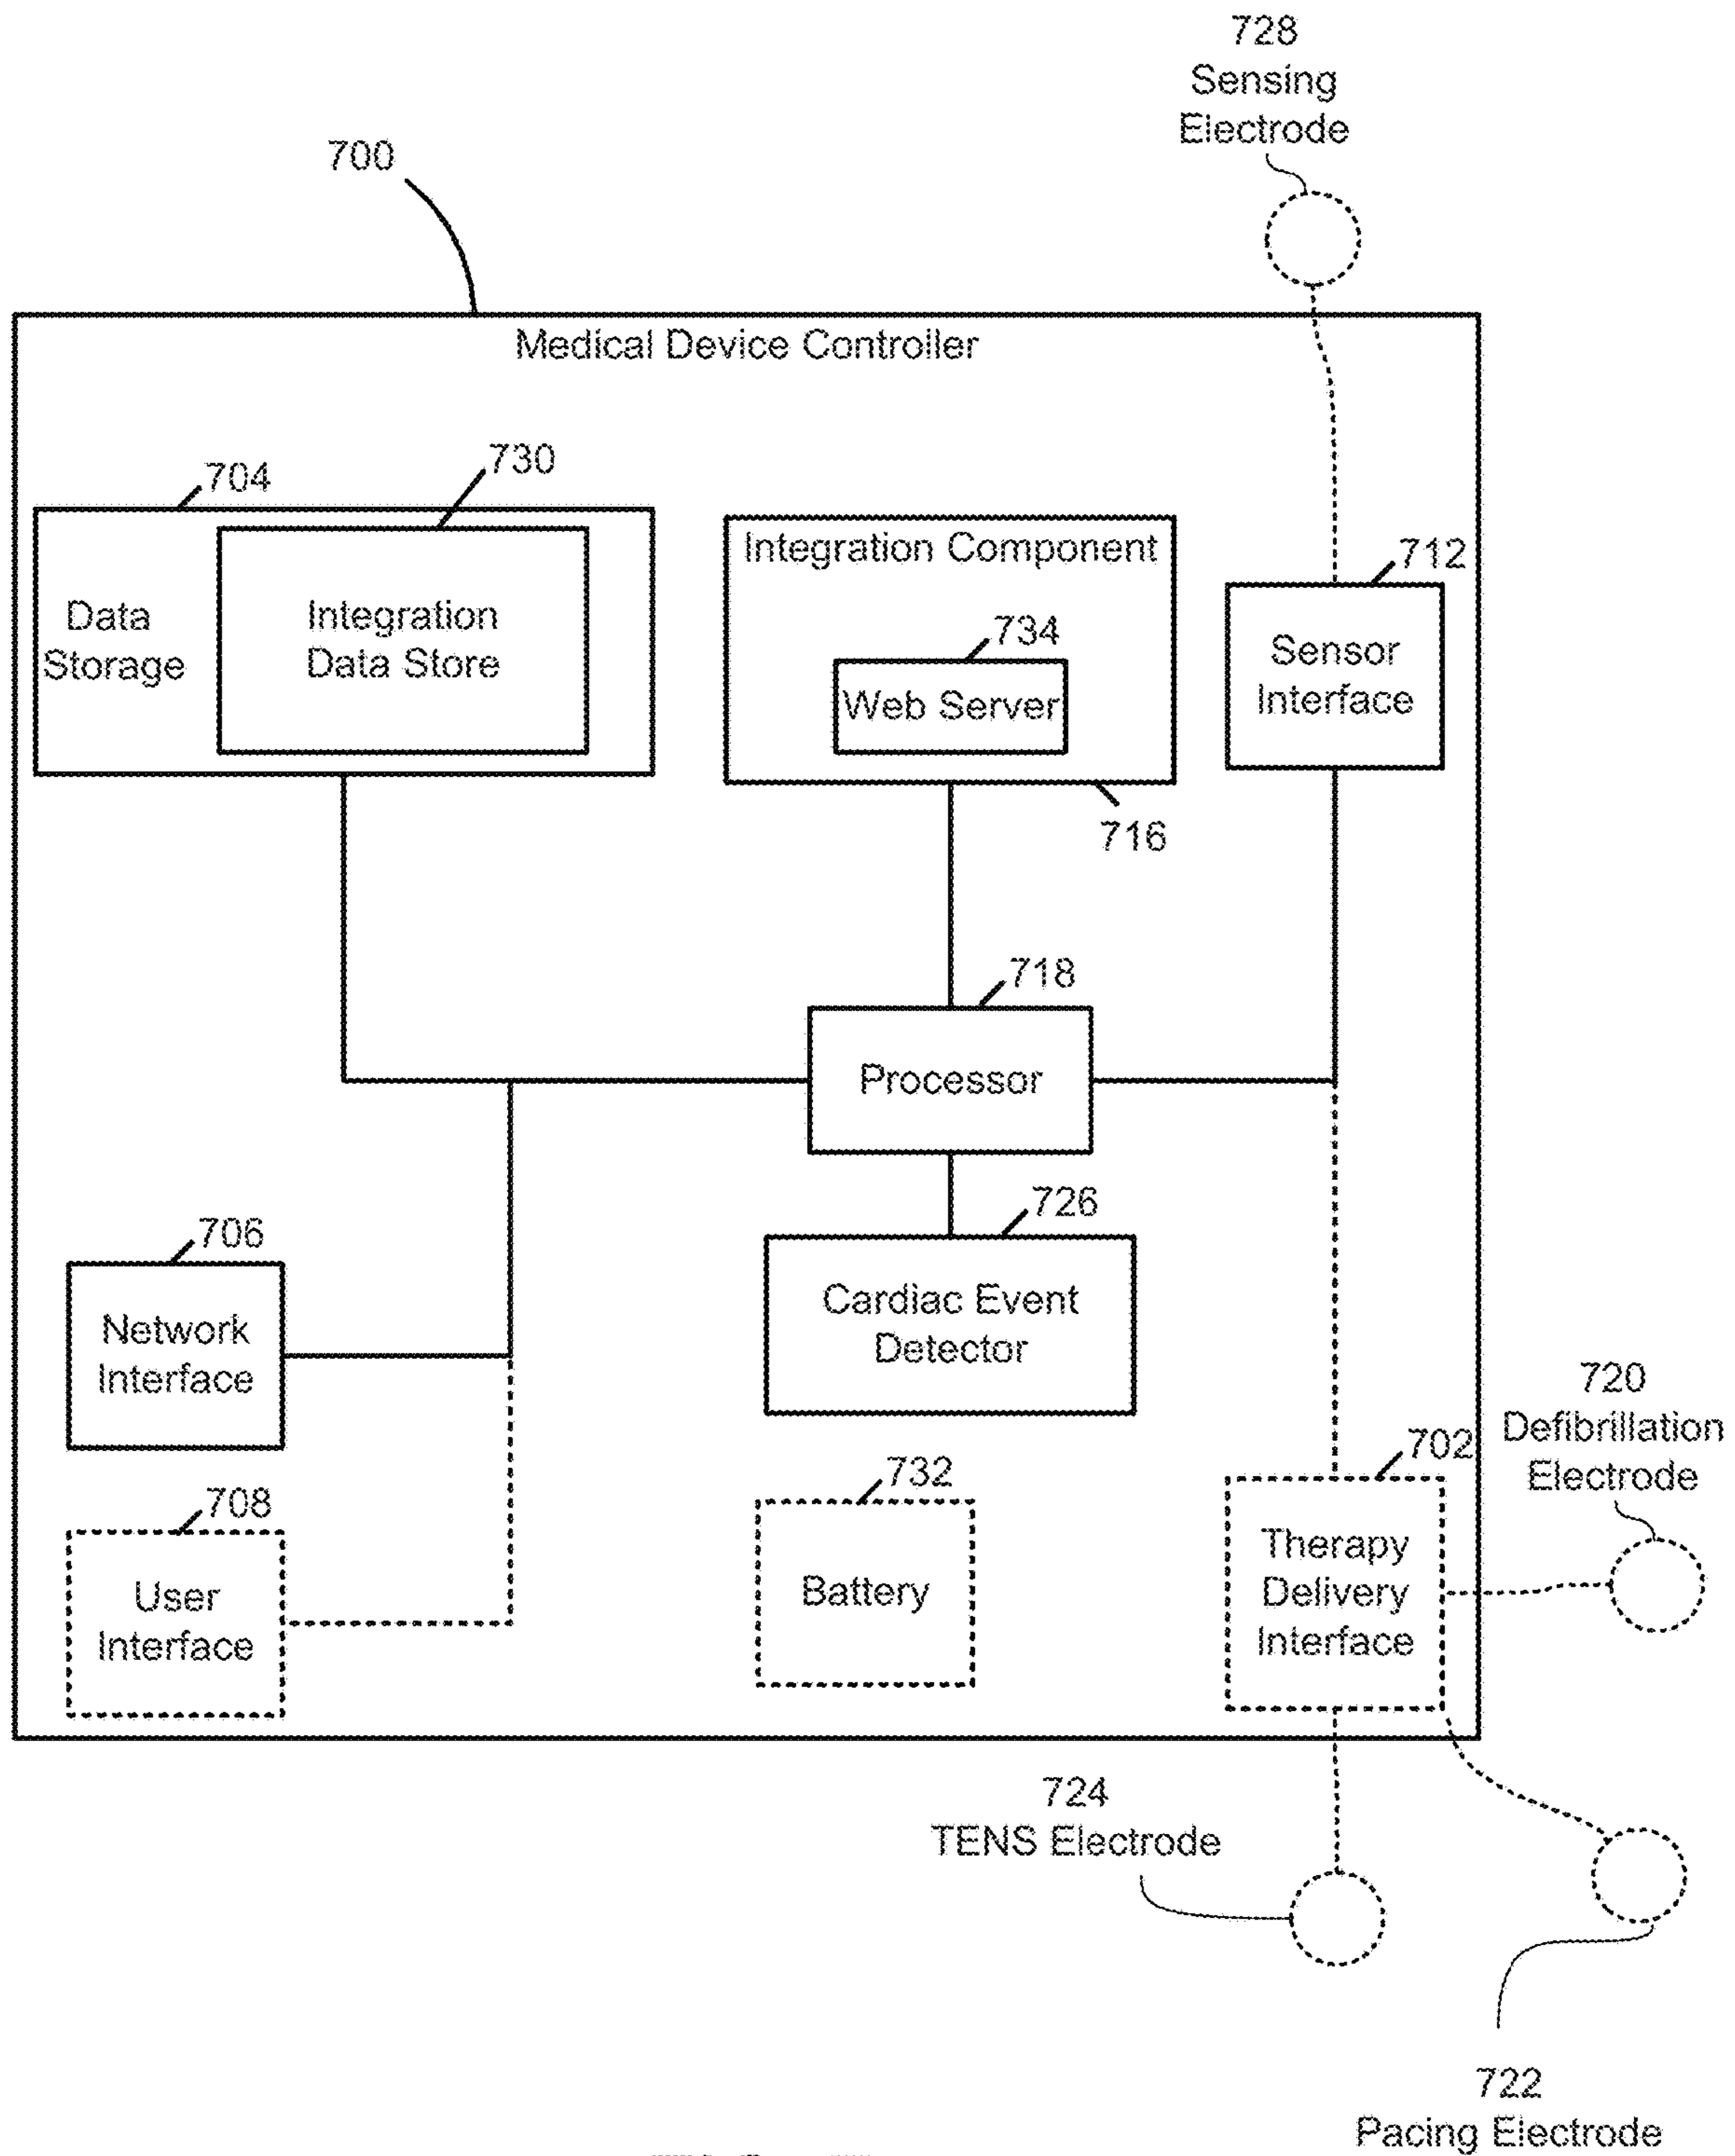 728
Sensing
Electrode
700
Medical Device Controller
704
730
Data
Storage
Integration
Data Store
Integration Component
734
Web Server
716
712
Sensor
Interface
718
Processor
726
Cardiac Event
Detector
706
Network
Interface
708
User
Interface
732
Battery
702
Therapy
Delivery
Interface
720
Defibrillation
Electrode
724
TENS Electrode
722
Pacing Electrode